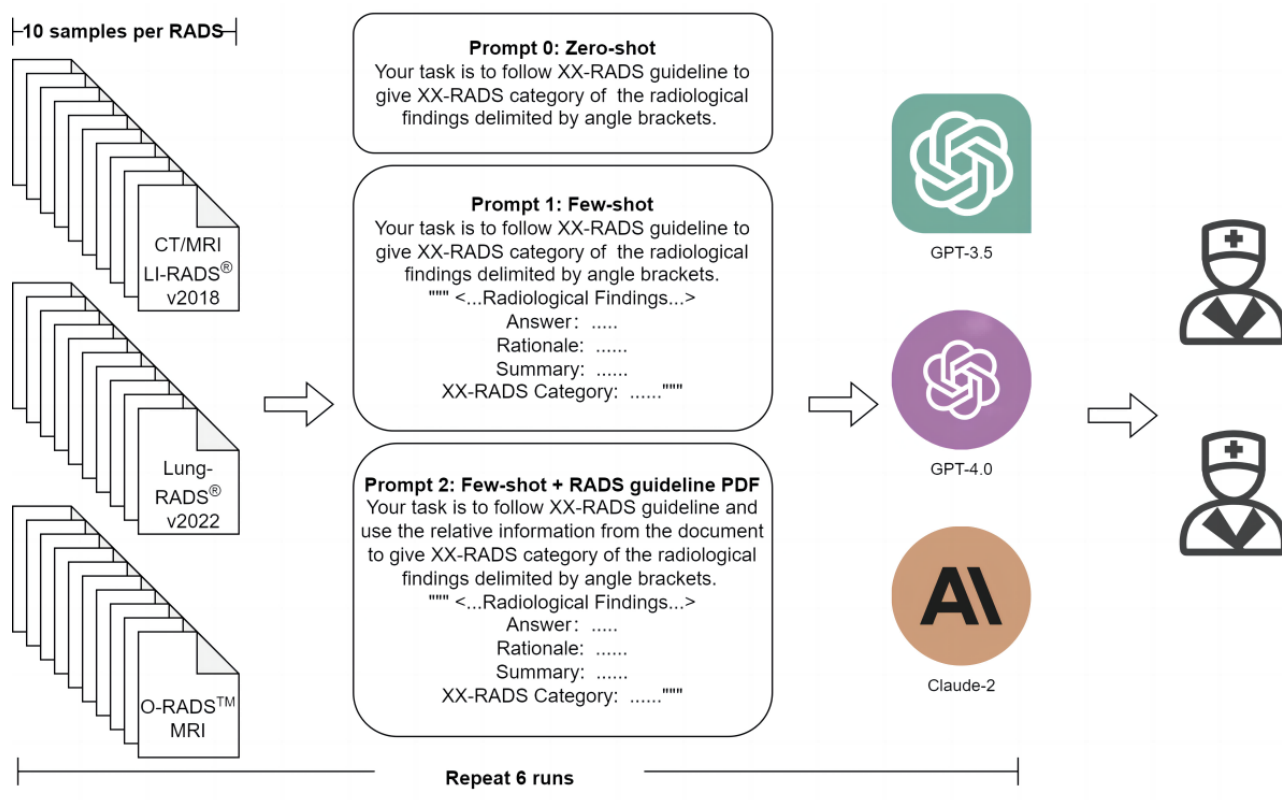 10 samples per RADS
CT/MRI
LI-RADS®
v2018
Lung-
RADS®
v2022
O-RADS™
MRI
Prompt 0: Zero-shot
Your task is to follow XX-RADS guideline to
give XX-RADS category of the radiological
findings delimited by angle brackets.
Prompt 1: Few-shot
Your task is to follow XX-RADS guideline to
give XX-RADS category of the radiological
findings delimited by angle brackets.
""" <...Radiological Findings...>
Answer: .....
Rationale: ......
Summary: ......
XX-RADS Category: ......"""
Prompt 2: Few-shot + RADS guideline PDF
Your task is to follow XX-RADS guideline and
use the relative information from the document
to give XX-RADS category of the radiological
findings delimited by angle brackets.
""" <...Radiological Findings...>
Answer: .....
Rationale: ......
Summary: ......
XX-RADS Category: ......"""
GPT-3.5
GPT-4.0
AI
Claude-2
Repeat 6 runs